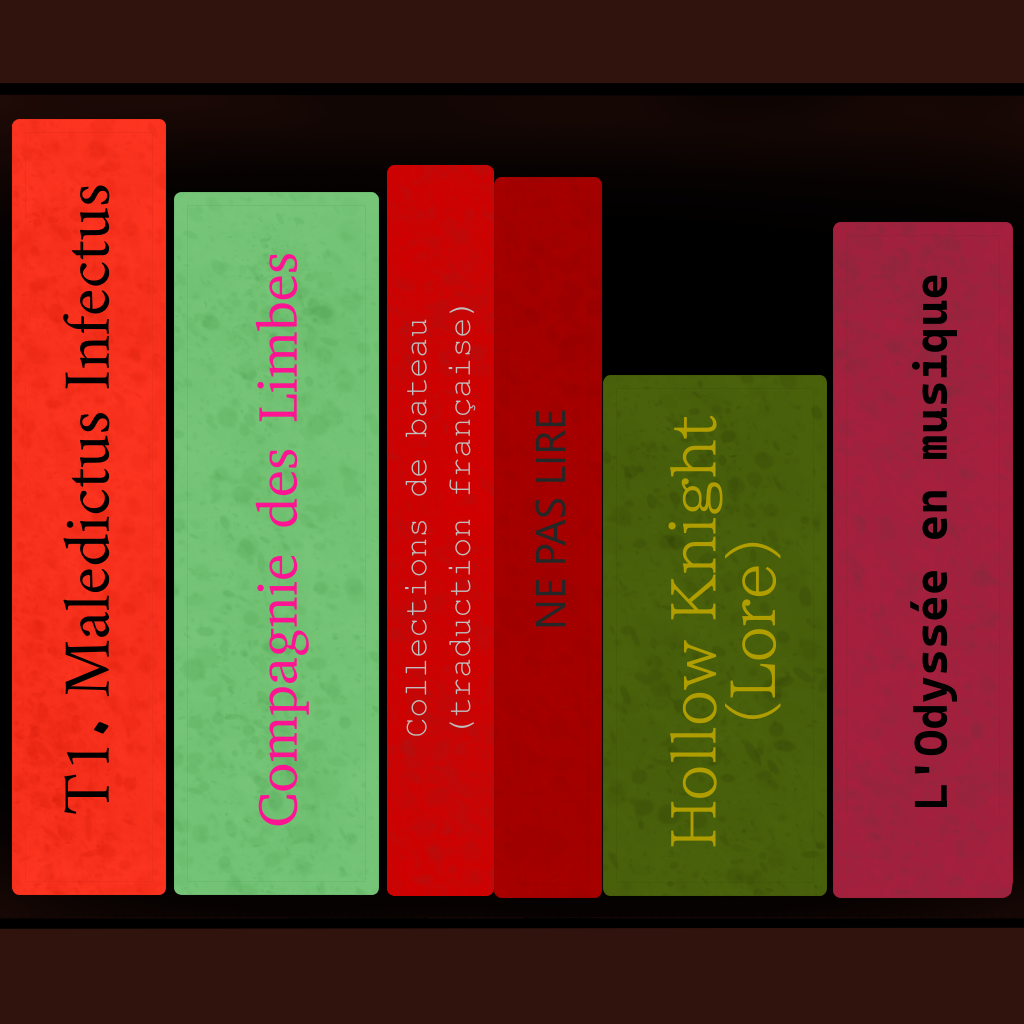 T1. Maledictus Infectus
Compagnie des Limbes
Collections de bateau
(traduction française)
NE PAS LIRE
Hollow Knight
(Lore)
L'Odyssée en musique